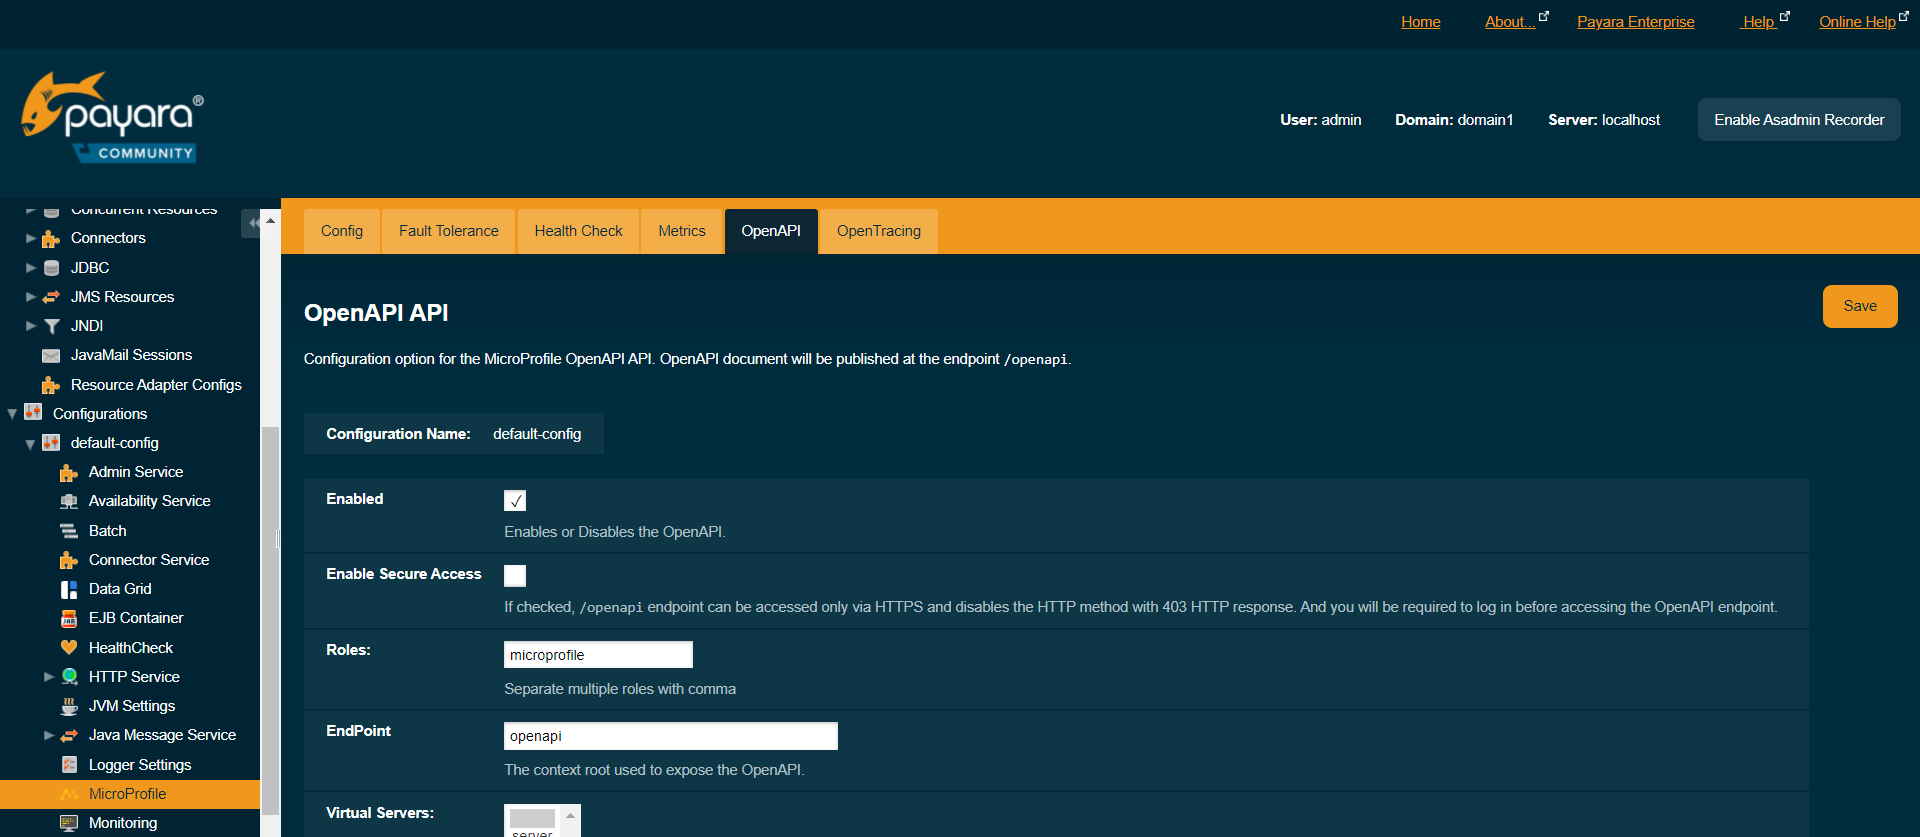 Home About... Payara Enterprise Help Online Help
payara®
COMMUNITY
User: admin Domain: domain1 Server: localhost Enable Asadmin Recorder
Concurrent Resources
Connectors
JDBC
JMS Resources
JNDI
JavaMail Sessions
Resource Adapter Configs
Configurations
default-config
Admin Service
Availability Service
Batch
Connector Service
Data Grid
EJB Container
HealthCheck
HTTP Service
JVM Settings
Java Message Service
Logger Settings
MicroProfile
Monitoring
Config Fault Tolerance Health Check Metrics OpenAPI OpenTracing
OpenAPI API
Save
Configuration option for the MicroProfile OpenAPI API. OpenAPI document will be published at the endpoint /openapi.
Configuration Name: default-config
Enabled
Enables or Disables the OpenAPI.
Enable Secure Access
If checked, /openapi endpoint can be accessed only via HTTPS and disables the HTTP method with 403 HTTP response. And you will be required to log in before accessing the OpenAPI endpoint.
Roles: microprofile
Separate multiple roles with comma
EndPoint openapi
The context root used to expose the OpenAPI.
Virtual Servers:
server